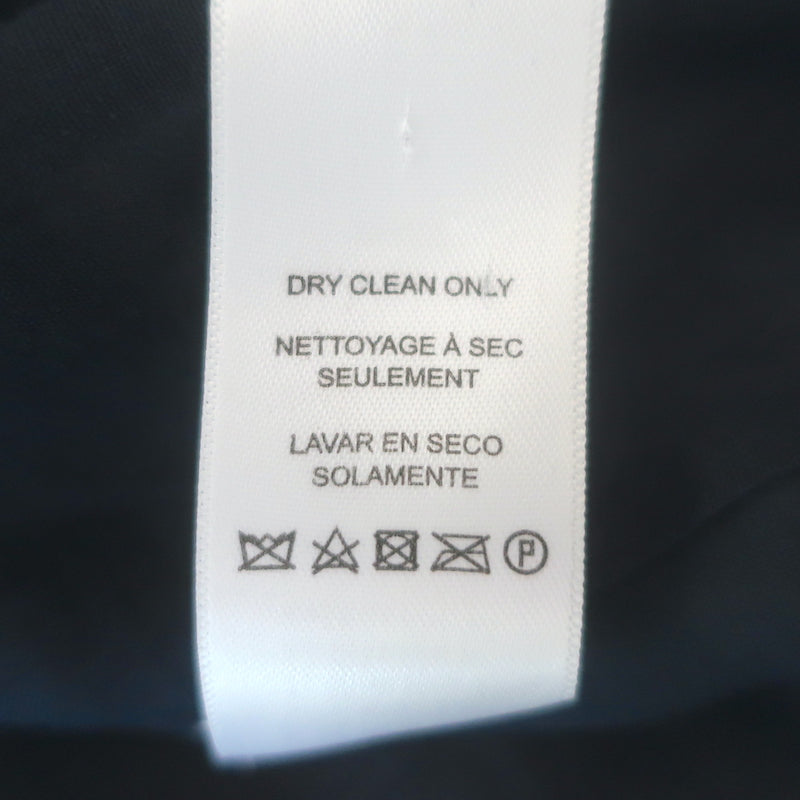 DRY CLEAN ONLY
NETTOYAGE À SEC
SEULEMENT
LAVAR EN SECO
SOLAMENTE
P